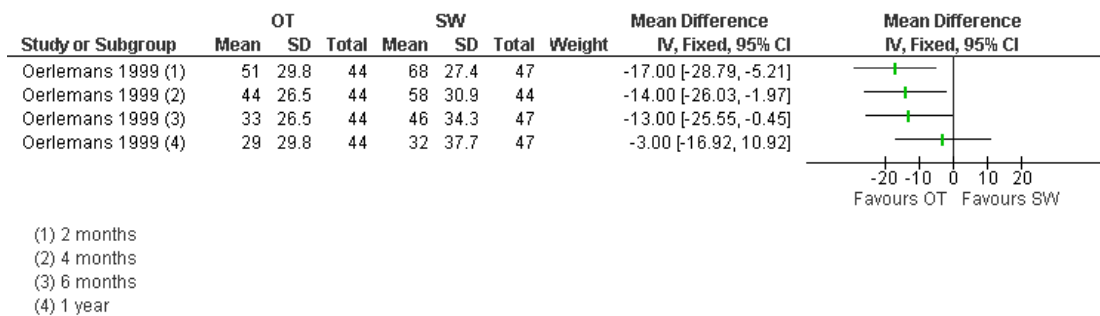 OT SW Mean Difference Mean Difference
Study or Subgroup Mean SD Total Mean SD Total Weight IV, Fixed, 95% CI IV, Fixed, 95% CI
Oerlemans 1999 (1) 51 29.8 44 68 27.4 47 -17.00 [-28.79, -5.21]
Oerlemans 1999 (2) 44 26.5 44 58 30.9 44 -14.00 [-26.03, -1.97]
Oerlemans 1999 (3) 33 26.5 44 46 34.3 47 -13.00 [-25.55, -0.45]
Oerlemans 1999 (4) 29 29.8 44 32 37.7 47 -3.00 [-16.92, 10.92]
-20 -10 0 10 20
Favours OT Favours SW
(1) 2 months
(2) 4 months
(3) 6 months
(4) 1 year